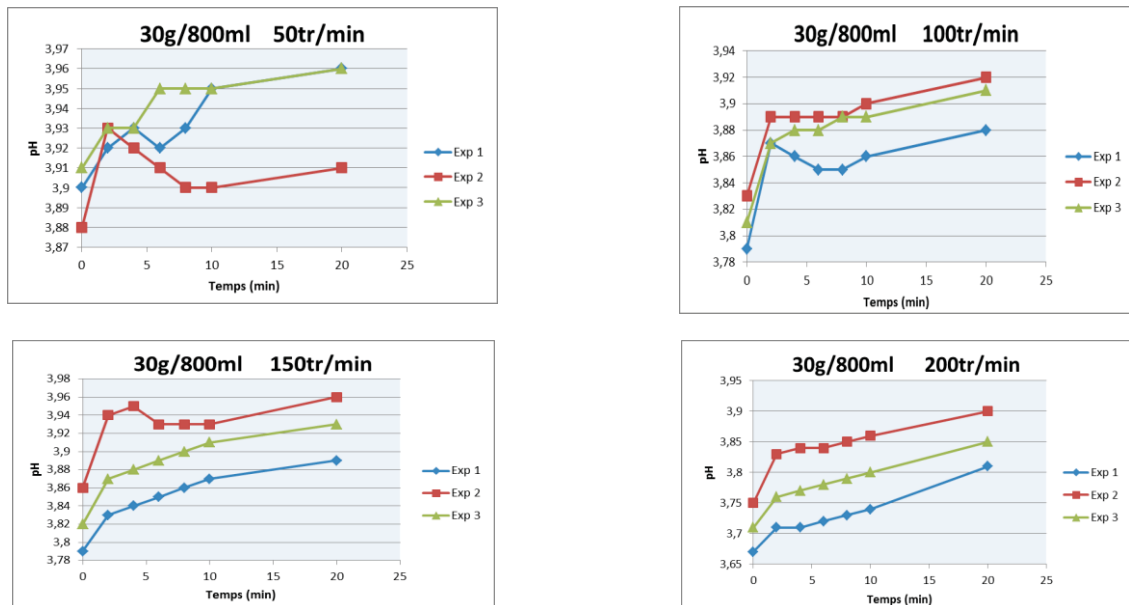 30g/800ml 50tr/min
3,97
3,96
3,95
3,94
3,93
3,92
3,91
3,9
3,89
3,88
3,87
pH
0 5 10 15 20 25
Temps (min)
Exp 1
Exp 2
Exp 3
30g/800ml 100tr/min
3,94
3,92
3,9
3,88
3,86
3,84
3,82
3,8
3,78
pH
0 5 10 15 20 25
Temps (min)
Exp 1
Exp 2
Exp 3
30g/800ml 150tr/min
3,98
3,96
3,94
3,92
3,9
3,88
3,86
3,84
3,82
3,8
3,78
pH
0 5 10 15 20 25
Temps (min)
Exp 1
Exp 2
Exp 3
30g/800ml 200tr/min
3,95
3,9
3,85
3,8
3,75
3,7
3,65
pH
0 5 10 15 20 25
Temps (min)
Exp 1
Exp 2
Exp 3